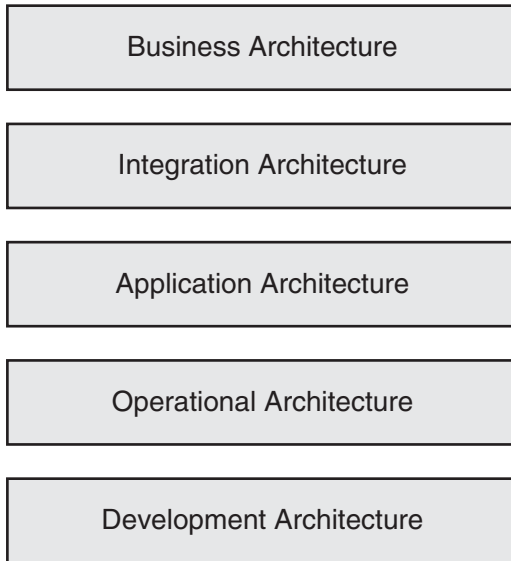 Business Architecture
Integration Architecture
Application Architecture
Operational Architecture
Development Architecture